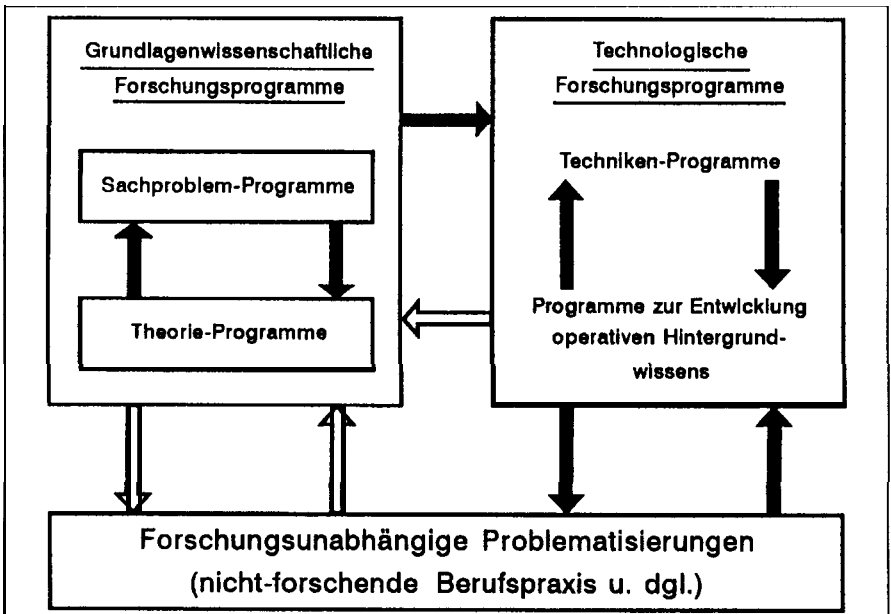 Grundlagenwissenschaftliche
Forschungsprogramme
Sachproblem-Programme
Theorie-Programme
Technologische
Forschungsprogramme
Techniken-Programme
Programme zur Entwicklung
operativen Hintergrund-
wissens
Forschungsunabhängige Problematisierungen
(nicht-forschende Berufspraxis u. dgl.)